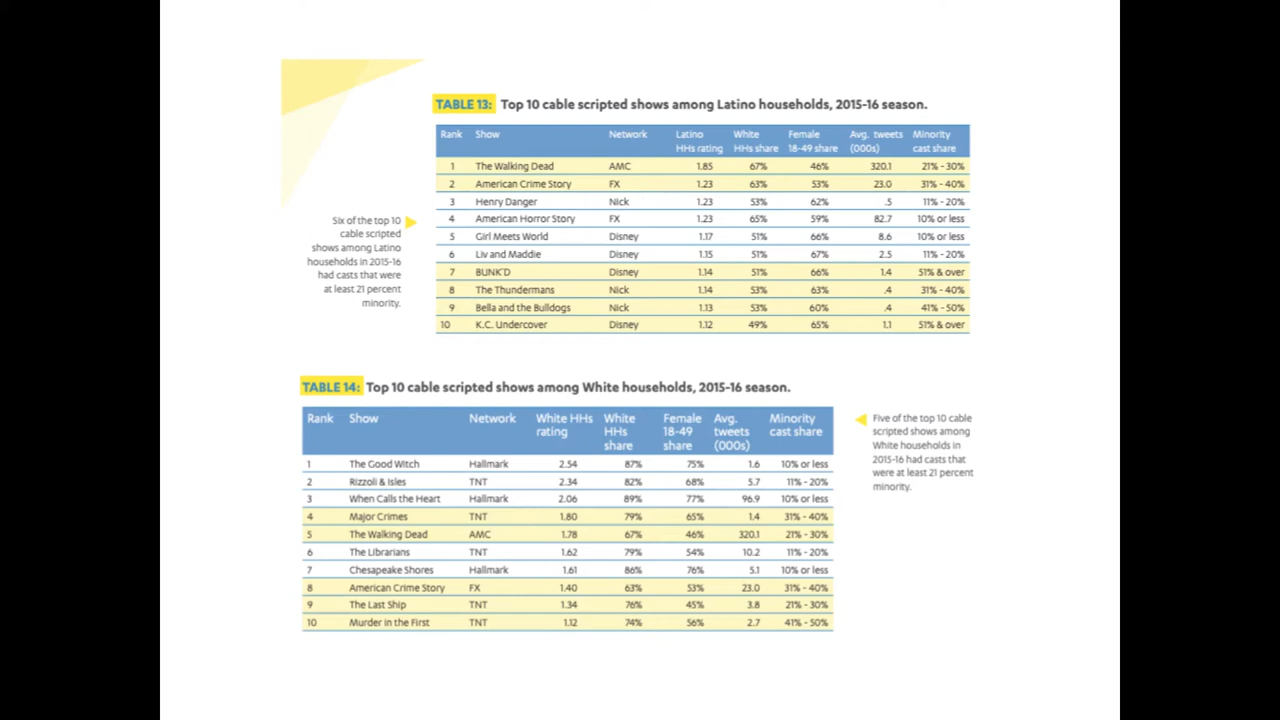 TABLE 13: Top 10 cable scripted shows among Latino households, 2015-16 season.
Rank Show Network Latino HHs rating White HHs share Female 18-49 share Avg. tweets (000s) Minority cast share
1 The Walking Dead AMC 1.85 67% 46% 320.1 21% - 30%
2 American Crime Story FX 1.23 63% 53% 23.0 31% - 40%
3 Henry Danger Nick 1.23 53% 62% .5 11% - 20%
4 American Horror Story FX 1.23 65% 59% 82.7 10% or less
5 Girl Meets World Disney 1.17 51% 66% 8.6 10% or less
6 Liv and Maddie Disney 1.15 51% 67% 2.5 11% - 20%
7 BUNK'D Disney 1.14 51% 66% 1.4 51% & over
8 The Thundermans Nick 1.14 53% 63% .4 31% - 40%
9 Bella and the Bulldogs Nick 1.13 53% 60% .4 41% - 50%
10 K.C. Undercover Disney 1.12 49% 65% 1.1 51% & over
Six of the top 10
cable scripted
shows among Latino
households in 2015-16
had casts that were
at least 21 percent
minority.
TABLE 14: Top 10 cable scripted shows among White households, 2015-16 season.
Rank Show Network White HHs rating White HHs share Female 18-49 share Avg. tweets (000s) Minority cast share
1 The Good Witch Hallmark 2.54 87% 75% 1.6 10% or less
2 Rizzoli & Isles TNT 2.34 82% 68% 5.7 11% - 20%
3 When Calls the Heart Hallmark 2.06 89% 77% 96.9 10% or less
4 Major Crimes TNT 1.80 79% 65% 1.4 31% - 40%
5 The Walking Dead AMC 1.78 67% 46% 320.1 21% - 30%
6 The Librarians TNT 1.62 79% 54% 10.2 11% - 20%
7 Chesapeake Shores Hallmark 1.61 86% 76% 5.1 10% or less
8 American Crime Story FX 1.40 63% 53% 23.0 31% - 40%
9 The Last Ship TNT 1.34 76% 45% 3.8 21% - 30%
10 Murder in the First TNT 1.12 74% 56% 2.7 41% - 50%
Five of the top 10 cable
scripted shows among
White households in
2015-16 had casts that
were at least 21 percent
minority.